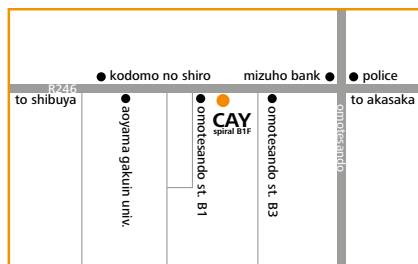 kodomo no shiro
mizuho bank
police
R246
to shibuya
to akasaka
aoyama gakuin univ.
omotesando st. B1
CAY
spiral B1F
omotesando st. B3
omotesando